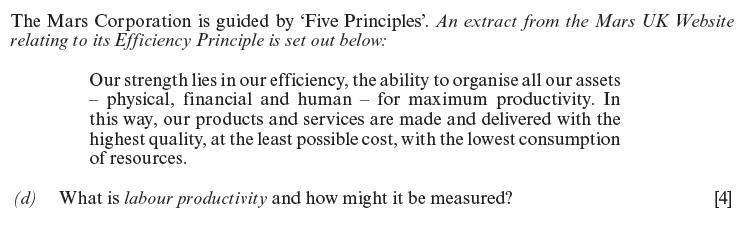 The Mars Corporation is guided by ‘Five Principles’. An extract from the Mars UK Website
relating to its Efficiency Principle is set out below:
Our strength lies in our efficiency, the ability to organise all our assets
– physical, financial and human – for maximum productivity. In
this way, our products and services are made and delivered with the
highest quality, at the least possible cost, with the lowest consumption
of resources.
(d) What is labour productivity and how might it be measured? [4]